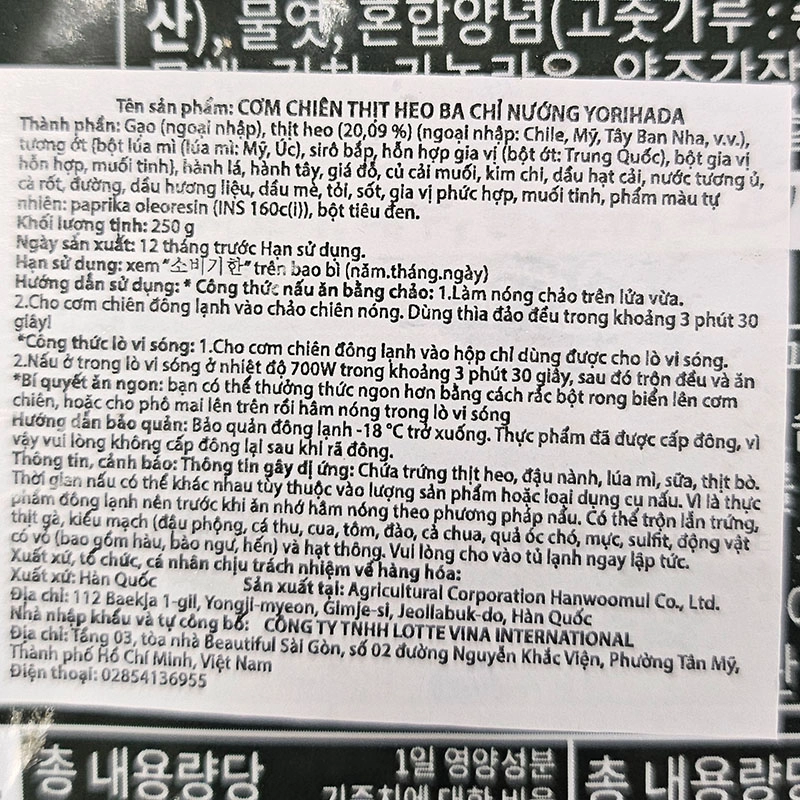 산), 물엿, 혼합양념(고춧가루:
Tên sản phẩm: CƠM CHIÊN THỊT HEO BA CHỈ NƯỚNG YORIHADA
Thành phần: Gạo (ngoại nhập), thịt heo (20,09 %) (ngoại nhập: Chile, Mỹ, Tây Ban Nha, v.v.),
tương ớt {bột lúa mì (lúa mì: Mỹ, Úc), sirô bắp, hỗn hợp gia vị (bột ớt: Trung Quốc), bột gia vị
hỗn hợp, muối tinh}, hành lá, hành tây, giá đỗ, củ cải muối, kim chi, dầu hạt cải, nước tương ủ,
cà rốt, đường, dầu hương liệu, dầu mè, tỏi, sốt, gia vị phức hợp, muối tinh, phẩm màu tự
nhiên: paprika oleoresin (INS 160c(i)), bột tiêu đen.
Khối lượng tịnh: 250 g
Ngày sản xuất: 12 tháng trước Hạn sử dụng.
Hạn sử dụng: xem "소비기한" trên bao bì (năm.tháng.ngày)
Hướng dẫn sử dụng: * Công thức nấu ăn bằng chảo: 1.Làm nóng chảo trên lửa vừa.
2.Cho cơm chiên đông lạnh vào chảo chiên nóng. Dùng thìa đảo đều trong khoảng 3 phút 30
giây!
*Công thức lò vi sóng: 1.Cho cơm chiên đông lạnh vào hộp chỉ dùng được cho lò vi sóng.
2.Nấu ở trong lò vi sóng ở nhiệt độ 700W trong khoảng 3 phút 30 giây, sau đó trộn đều và ăn
*Bí quyết ăn ngon: bạn có thể thưởng thức ngon hơn bằng cách rắc bột rong biển lên cơm
chiên, hoặc cho phô mai lên trên rồi hâm nóng trong lò vi sóng
Hướng dẫn bảo quản: Bảo quản đông lạnh -18 °C trở xuống. Thực phẩm đã được cấp đông, vì
vậy vui lòng không cấp đông lại sau khi rã đông.
Thông tin, cảnh báo: Thông tin gây dị ứng: Chứa trứng thịt heo, đậu nành, lúa mì, sữa, thịt bò.
Thời gian nấu có thể khác nhau tùy thuộc vào lượng sản phẩm hoặc loại dụng cụ nấu. Vì là thực
phẩm đông lạnh nên trước khi ăn nhớ hâm nóng theo phương pháp nấu. Có thể trộn lẫn trứng,
thịt gà, kiều mạch (đậu phộng, cá thu, cua, tôm, đào, cà chua, quả óc chó, mực, sulfit, động vật
có vỏ (bao gồm hàu, bào ngư, hến) và hạt thông. Vui lòng cho vào tủ lạnh ngay lập tức.
Xuất xứ, tổ chức, cá nhân chịu trách nhiệm về hàng hóa:
Xuất xứ: Hàn Quốc Sản xuất tại: Agricultural Corporation Hanwoomul Co., Ltd.
Địa chỉ: 112 Baekja 1-gil, Yongji-myeon, Gimje-si, Jeollabuk-do, Hàn Quốc
Nhà nhập khẩu và tự công bố: CÔNG TY TNHH LOTTE VINA INTERNATIONAL
Địa chỉ: Tầng 03, tòa nhà Beautiful Sài Gòn, số 02 đường Nguyễn Khắc Viện, Phường Tân Mỹ,
Thành phố Hồ Chí Minh, Việt Nam
Điện thoại: 02854136955
총 내용량당 1일 영양성분 총 내용량당
기준치에 대한 비율